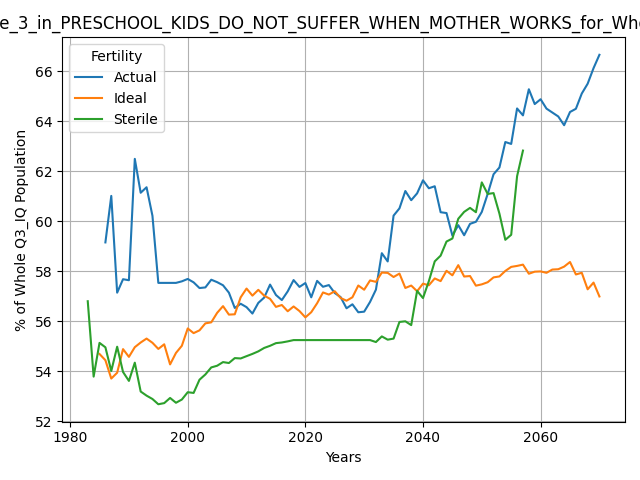 e_3_in_PRESCHOOL_KIDS_DO_NOT_SUFFER_WHEN_MOTHER_WORKS_for_Who
Fertility
Actual
Ideal
Sterile
% of Whole Q3_IQ Population
66
64
62
60
58
56
54
52
1980
2000
2020
2040
2060
Years